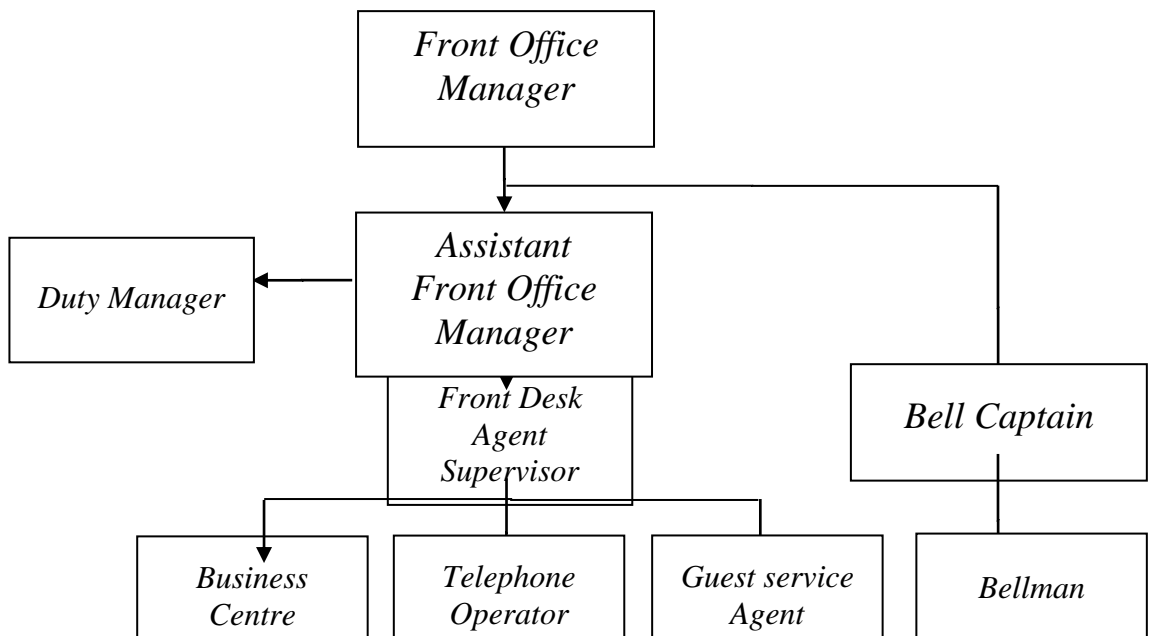 Front Office
Manager
Assistant
Front Office
Manager
Duty Manager
Front Desk
Agent
Supervisor
Bell Captain
Business
Centre
Telephone
Operator
Guest service
Agent
Bellman